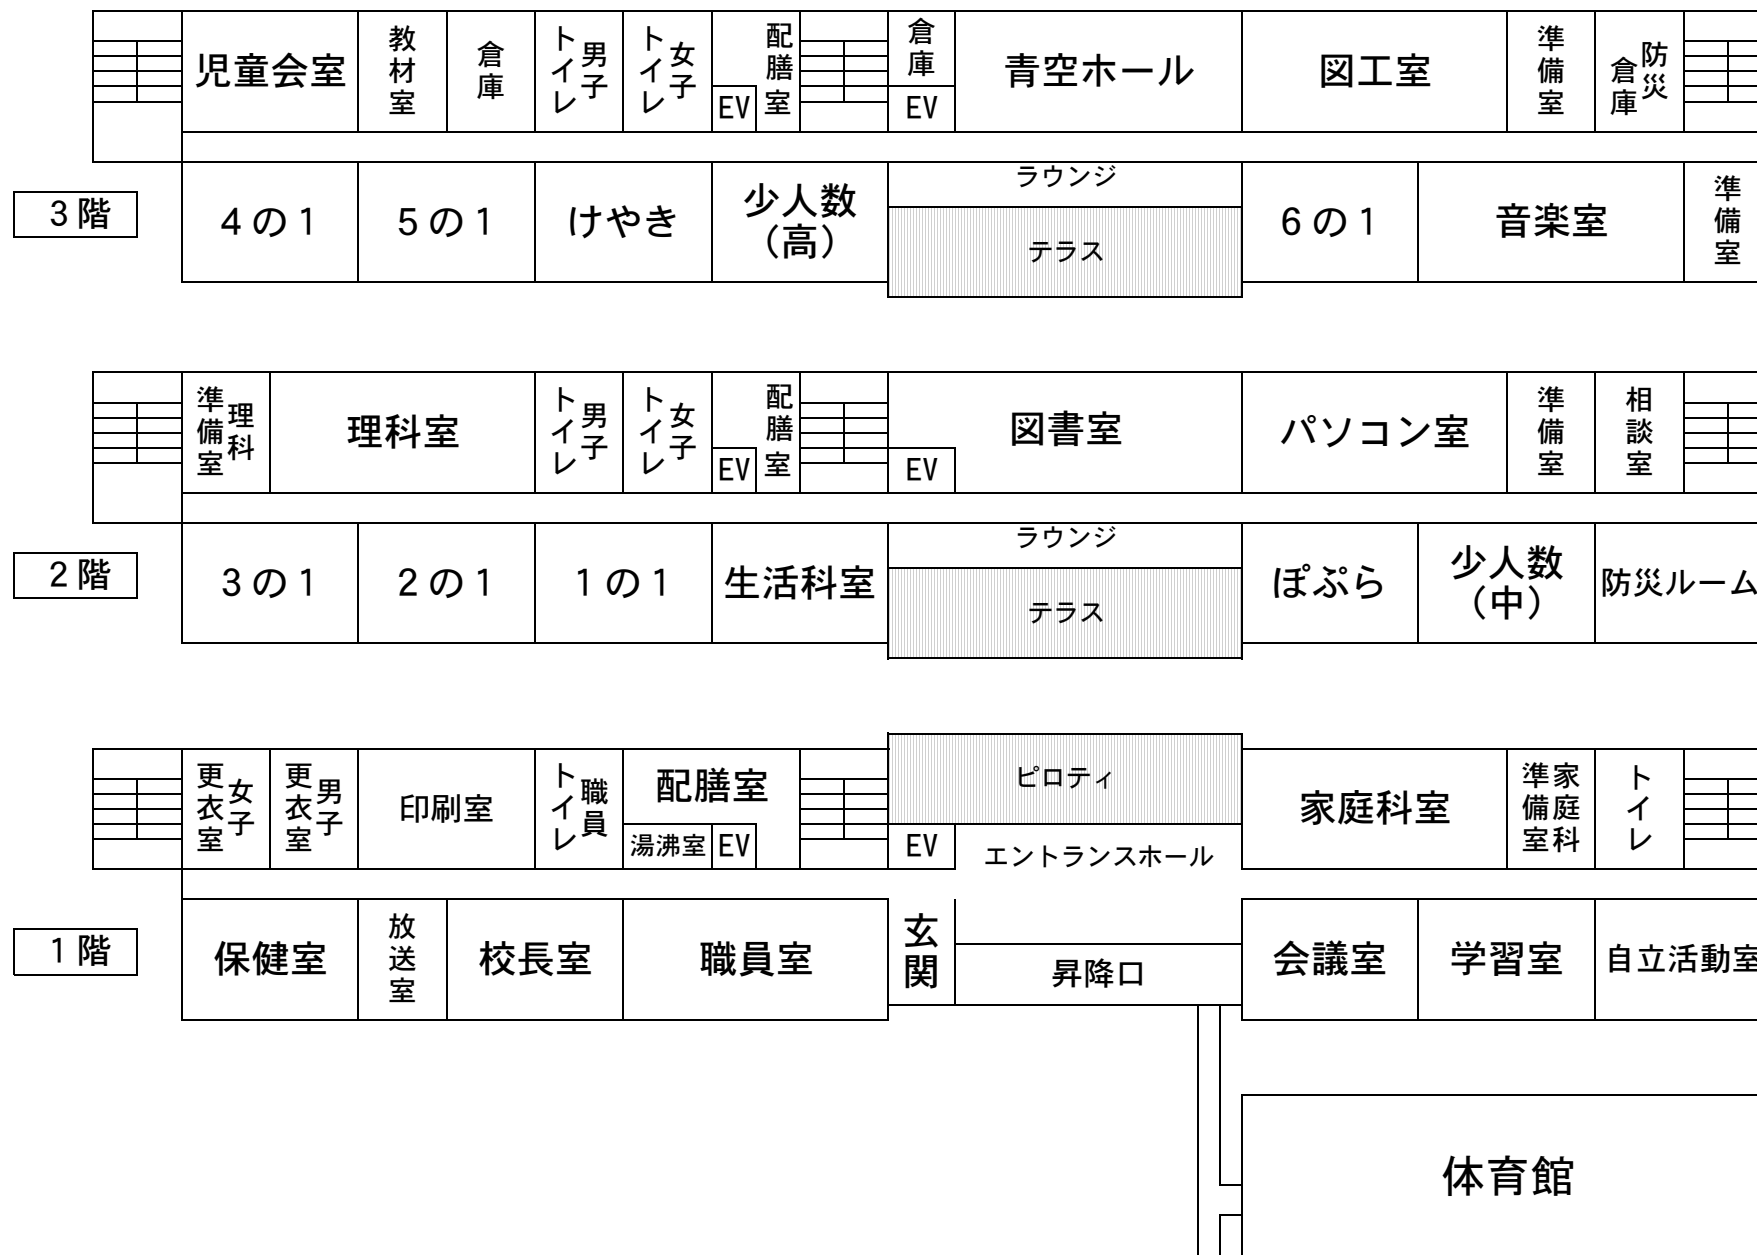 児童会室
教材室
倉庫
男子トイレ
女子トイレ
配膳室
EV
倉庫
EV
青空ホール
図工室
準備室
防災倉庫
3階
4の1
5の1
けやき
少人数
（高）
ラウンジ
テラス
6の1
音楽室
準備室
理科準備室
理科室
男子トイレ
女子トイレ
配膳室
EV
EV
図書室
パソコン室
準備室
相談室
2階
3の1
2の1
1の1
生活科室
ラウンジ
テラス
ぽぷら
少人数
（中）
防災ルーム
女子更衣室
男子更衣室
印刷室
職員トイレ
配膳室
湯沸室
EV
EV
ピロティ
エントランスホール
家庭科室
家庭科準備室
トイレ
1階
保健室
放送室
校長室
職員室
玄関
昇降口
会議室
学習室
自立活動室
体育館